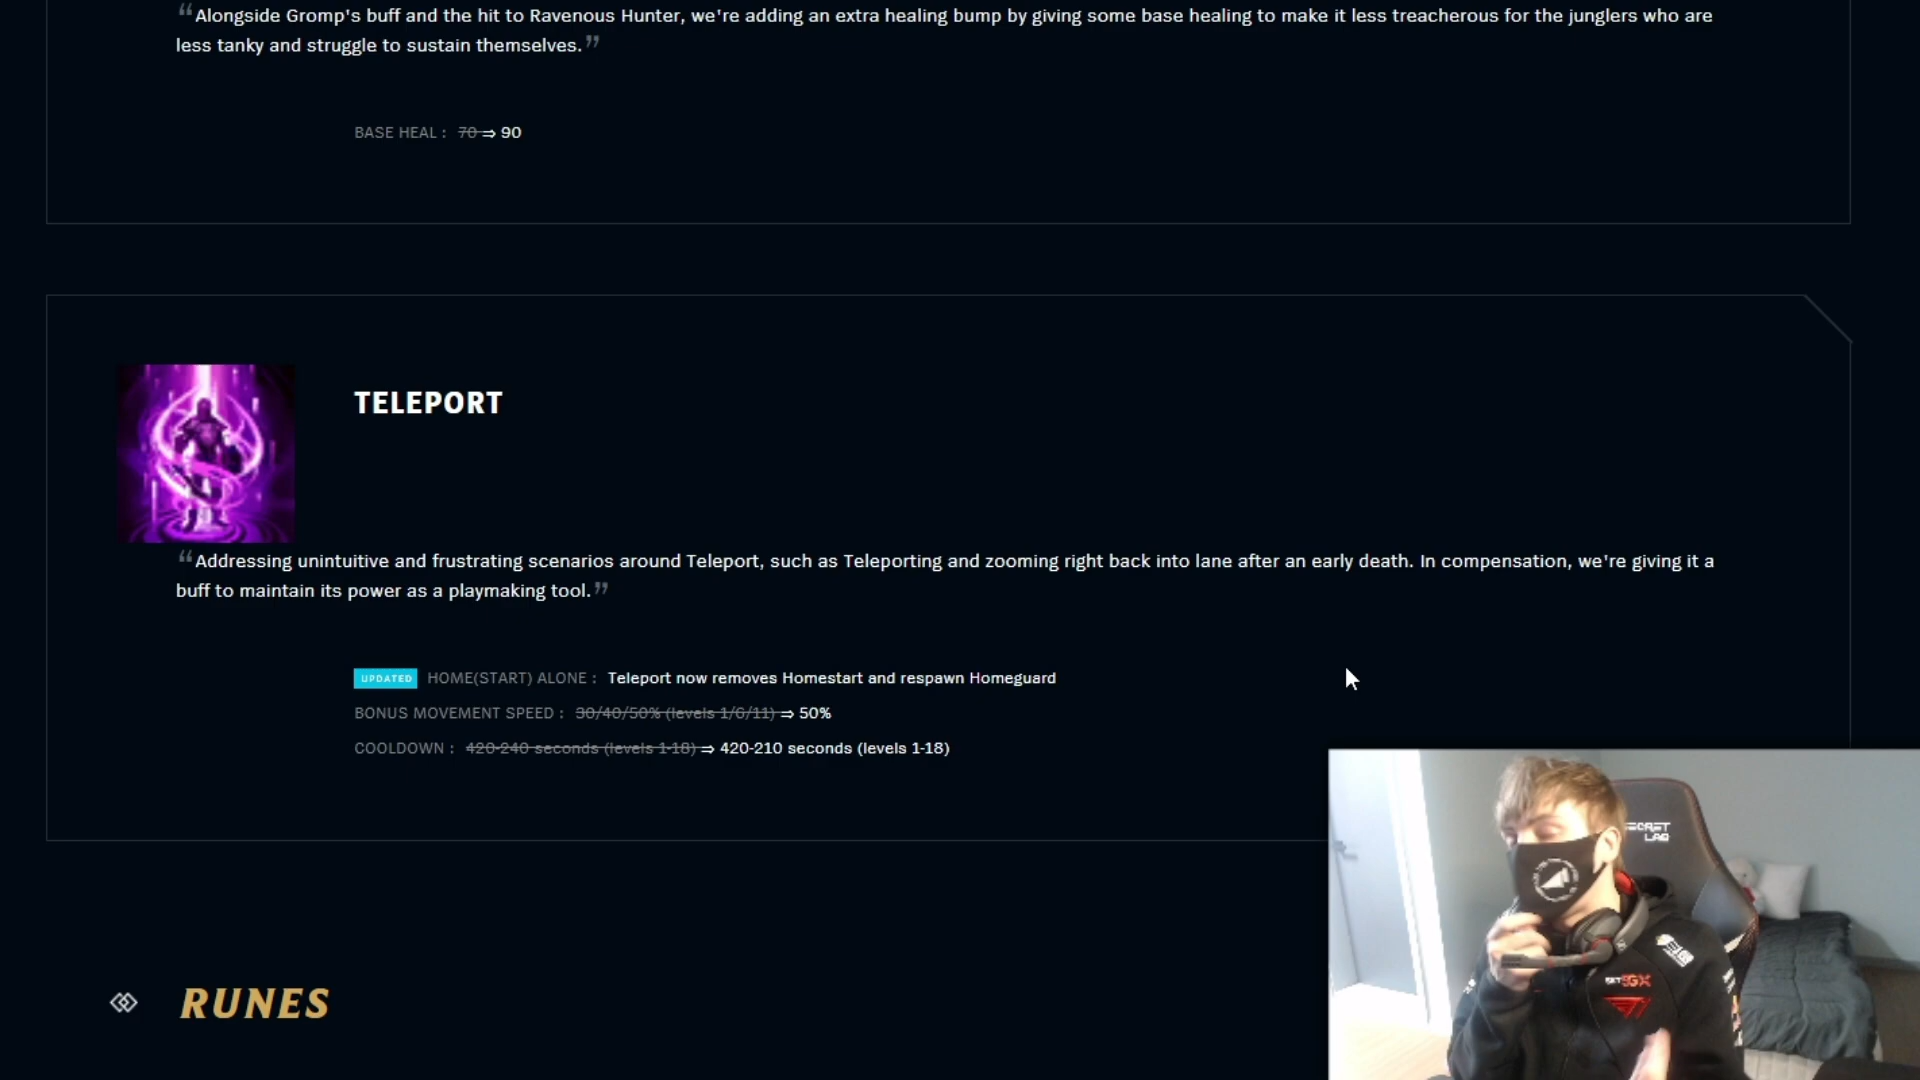 “Alongside Gromp's buff and the hit to Ravenous Hunter, we're adding an extra healing bump by giving some base healing to make it less treacherous for the junglers who are
less tanky and struggle to sustain themselves.”
BASE HEAL : 70 ⇒ 90
TELEPORT
“Addressing unintuitive and frustrating scenarios around Teleport, such as Teleporting and zooming right back into lane after an early death. In compensation, we're giving it a
buff to maintain its power as a playmaking tool.”
UPDATED HOME(START) ALONE : Teleport now removes Homestart and respawn Homeguard
BONUS MOVEMENT SPEED : 30/40/50% (levels 1/6/11) ⇒ 50%
COOLDOWN : 420-240 seconds (levels 1-18) ⇒ 420-210 seconds (levels 1-18)
RUNES
ECRET
LAB